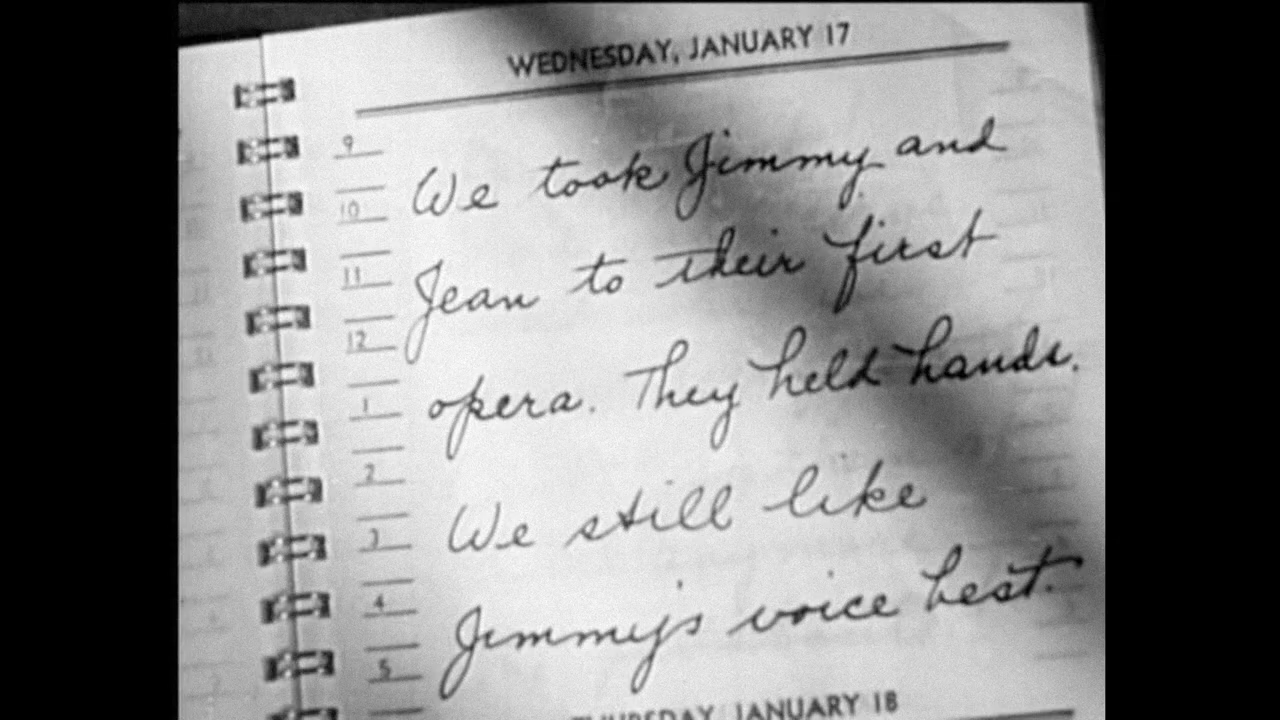 WEDNESDAY, JANUARY 17
9
We took Jimmy and
10
11
Jean to their first
12
opera. They held hands.
1
2
We still like
3
4
Jimmy's voice best.
5
THURSDAY, JANUARY 18